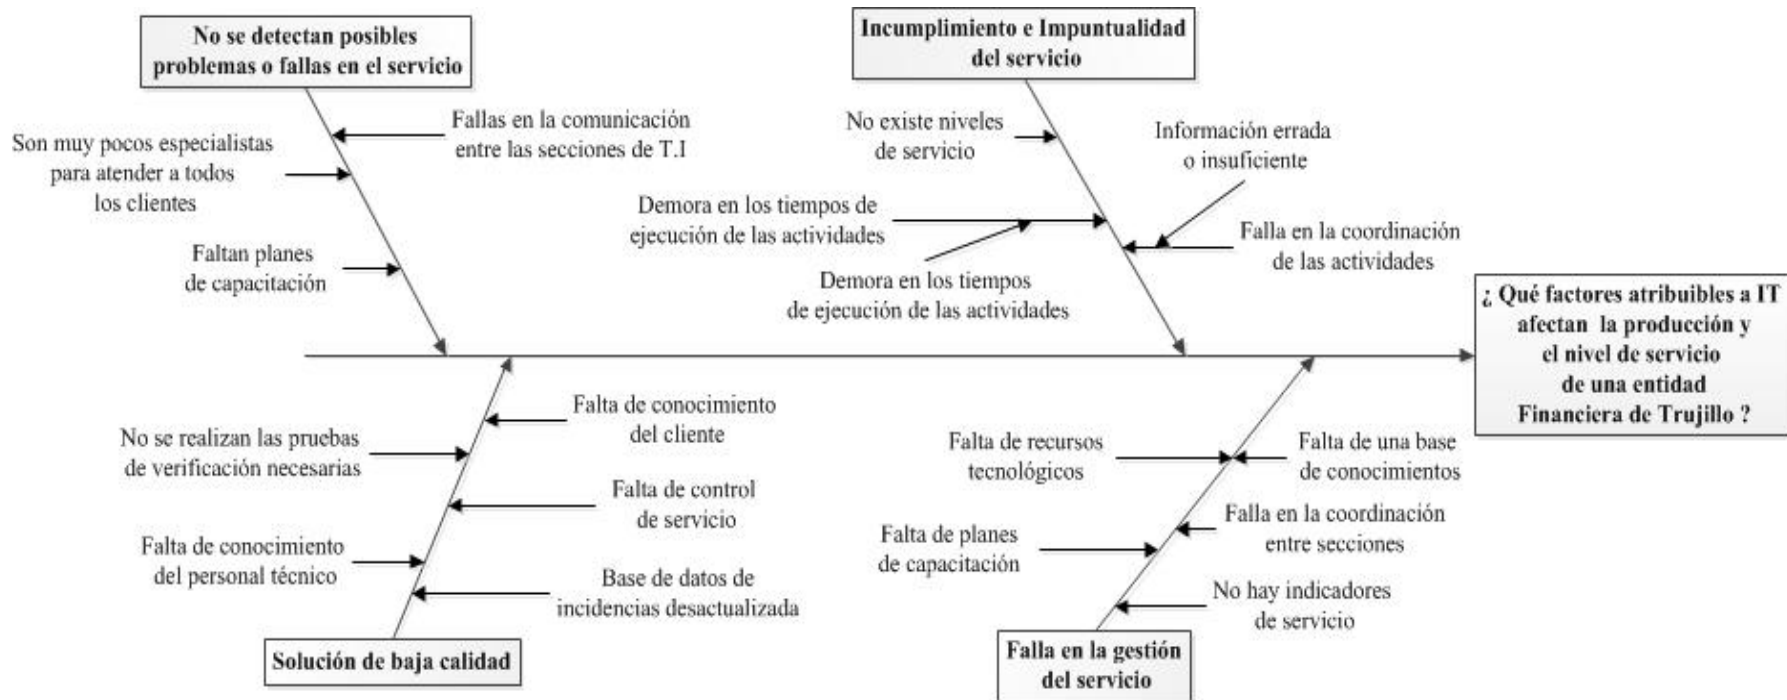 No se detectan posibles
problemas o fallas en el servicio
Incumplimiento e Impuntualidad
del servicio
Fallas en la comunicación
entre las secciones de T.I
Son muy pocos especialistas
para atender a todos
los clientes
Faltan planes
de capacitación
No existe niveles
de servicio
Información errada
o insuficiente
Demora en los tiempos de
ejecución de las actividades
Falla en la coordinación
de las actividades
Demora en los tiempos
de ejecución de las actividades
¿ Qué factores atribuibles a IT
afectan la producción y
el nivel de servicio
de una entidad
Financiera de Trujillo ?
Falta de conocimiento
del cliente
No se realizan las pruebas
de verificación necesarias
Falta de control
de servicio
Falta de conocimiento
del personal técnico
Base de datos de
incidencias desactualizada
Solución de baja calidad
Falta de recursos
tecnológicos
Falta de una base
de conocimientos
Falla en la coordinación
entre secciones
Falta de planes
de capacitación
No hay indicadores
de servicio
Falla en la gestión
del servicio